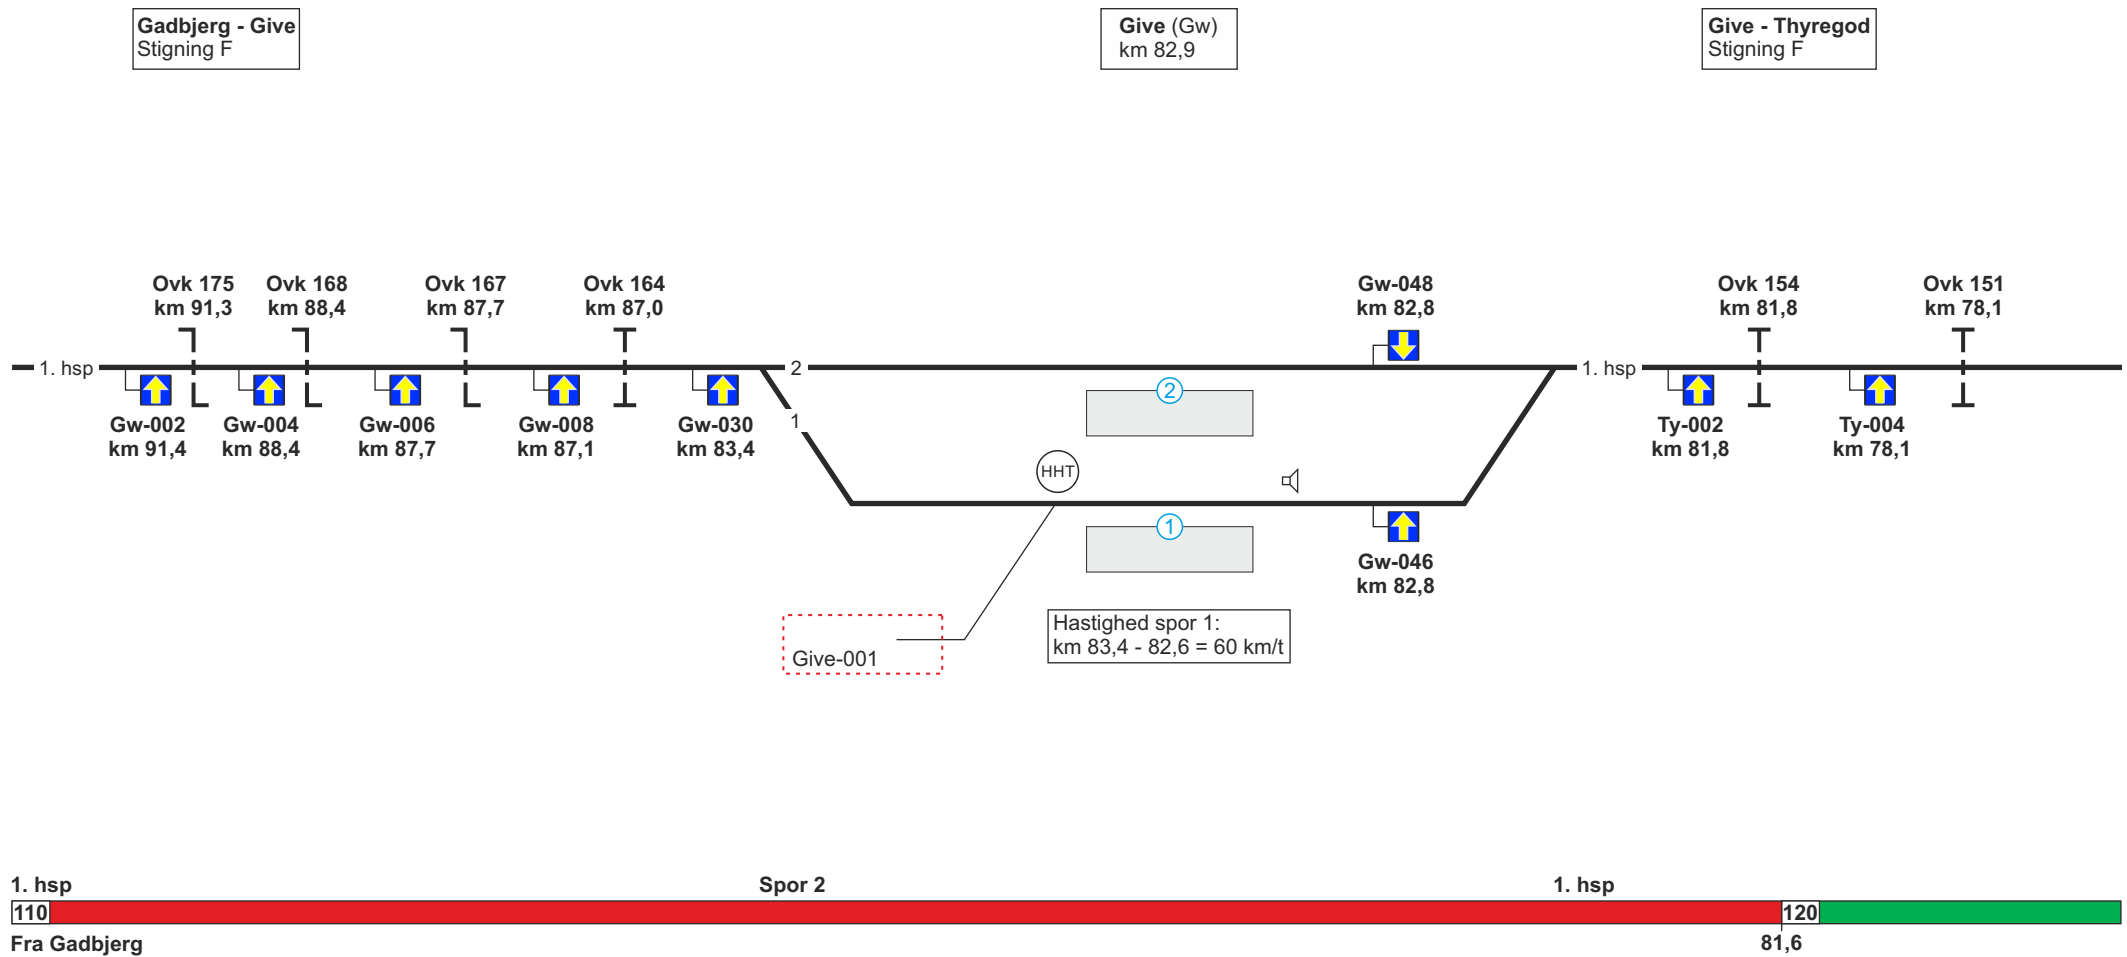 Gadbjerg - Give
Stigning F
Give (Gw)
km 82,9
Give - Thyregod
Stigning F
Ovk 175
km 91,3
Ovk 168
km 88,4
Ovk 167
km 87,7
Ovk 164
km 87,0
Gw-048
km 82,8
Ovk 154
km 81,8
Ovk 151
km 78,1
1. hsp
2
1. hsp
1
2
Gw-002
km 91,4
Gw-004
km 88,4
Gw-006
km 87,7
Gw-008
km 87,1
Gw-030
km 83,4
Ty-002
km 81,8
Ty-004
km 78,1
HHT
1
Gw-046
km 82,8
Give-001
Hastighed spor 1:
km 83,4 - 82,6 = 60 km/t
1. hsp
Spor 2
1. hsp
110
120
Fra Gadbjerg
81,6